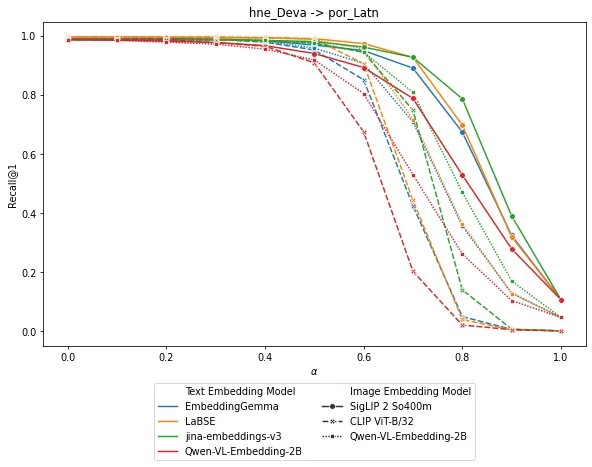 hne_Deva -> por_Latn
Recall@1
1.0
0.8
0.6
0.4
0.2
0.0
0.0 0.2 0.4 0.6 0.8 1.0
α
Text Embedding Model Image Embedding Model
EmbeddingGemma SigLIP 2 So400m
LaBSE CLIP ViT-B/32
jina-embeddings-v3 Qwen-VL-Embedding-2B
Qwen-VL-Embedding-2B